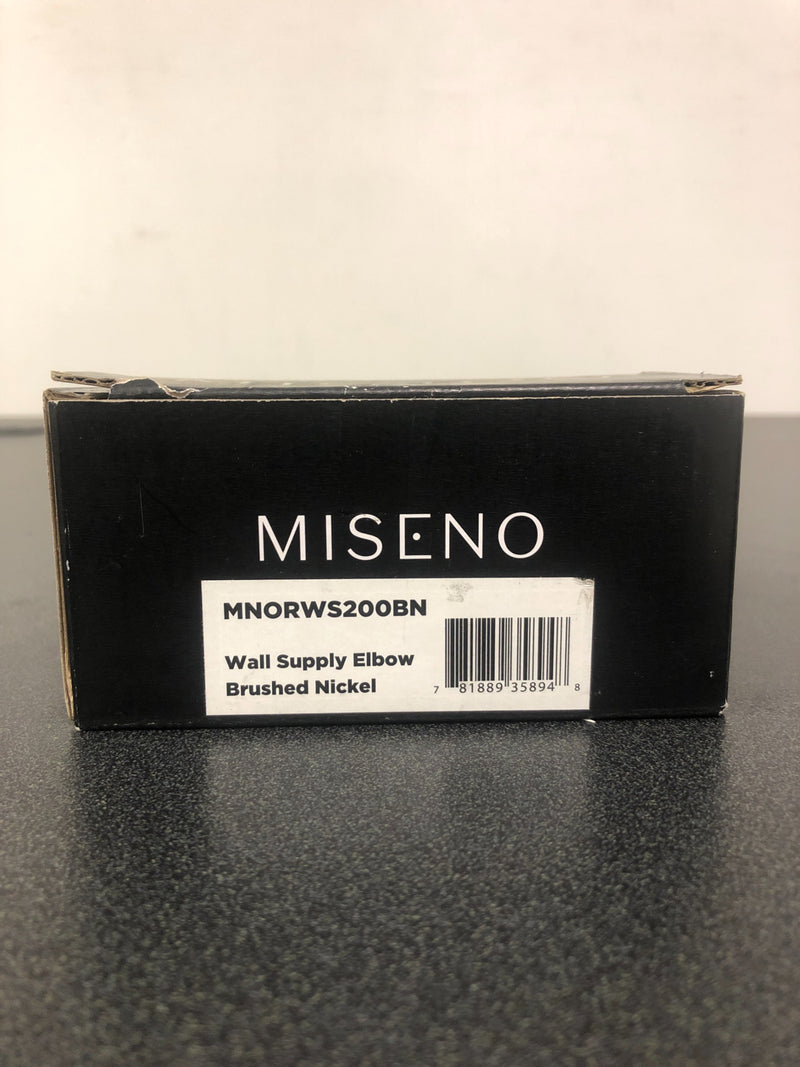 MISENO
MNORWS200BN
Wall Supply Elbow
Brushed Nickel
7 81889 35894 8